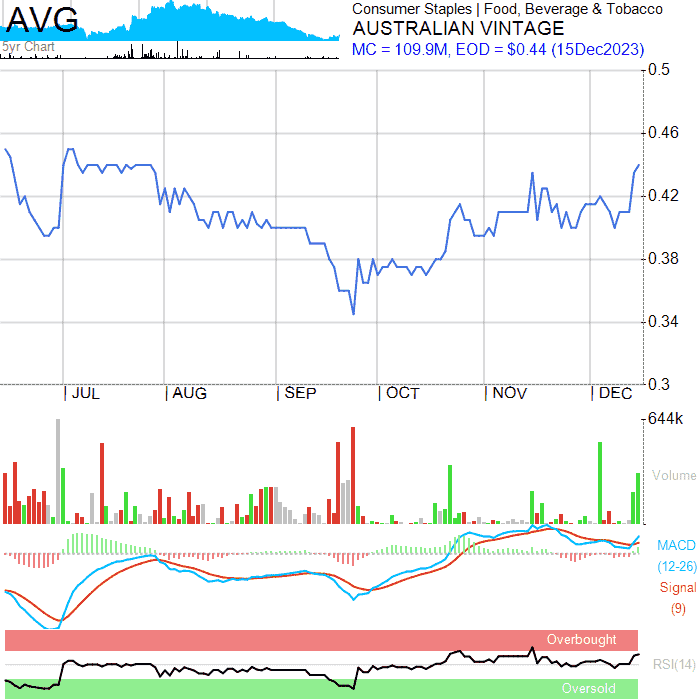 AVG
5yr Chart
Consumer Staples | Food, Beverage & Tobacco
AUSTRALIAN VINTAGE
MC = 109.9M, EOD = $0.44 (15Dec2023)
0.5
0.46
0.42
0.38
0.34
0.3
JUL AUG SEP OCT NOV DEC
644k
Volume
MACD
(12-26)
Signal
(9)
Overbought
RSI(14)
Oversold